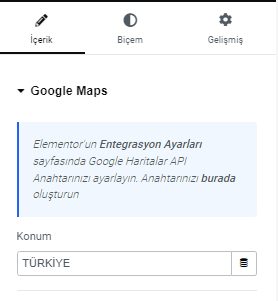 İçerik Biçem Gelişmiş
Google Maps
Elementor'un Entegrasyon Ayarları
sayfasında Google Haritalar API
Anahtarınızı ayarlayın. Anahtarınızı burada
oluşturun
Konum
TÜRKİYE